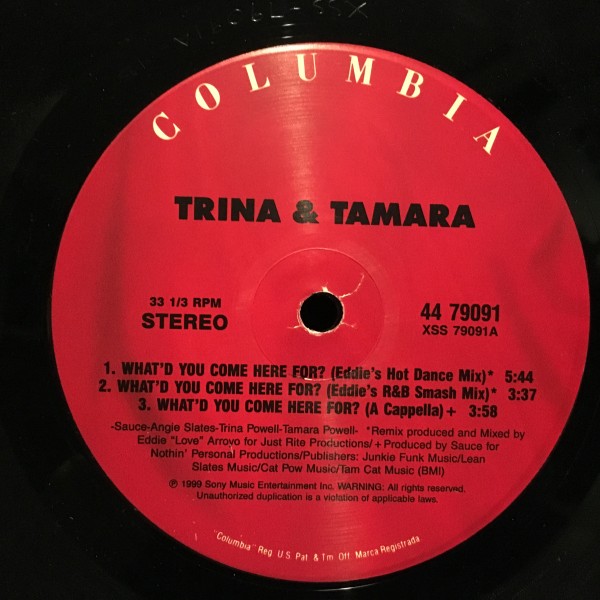 COLUMBIA
TRINA & TAMARA
33 1/3 RPM
STEREO
44 79091
XSS 79091A
1. WHAT'D YOU COME HERE FOR? (Eddie's Hot Dance Mix)* 5:44
2. WHAT'D YOU COME HERE FOR? (Eddie's R&B Smash Mix)* 3:37
3. WHAT'D YOU COME HERE FOR? (A Cappella)+ 3:58
-Sauce-Angie Slates-Trina Powell-Tamara Powell- *Remix produced and Mixed by
Eddie "Love" Arroyo for Just Rite Productions/+Produced by Sauce for
Nothin' Personal Productions/Publishers: Junkie Funk Music/Lean
Slates Music/Cat Pow Music/Tam Cat Music (BMI)
℗ 1999 Sony Music Entertainment Inc. WARNING: All rights reserved.
Unauthorized duplication is a violation of applicable laws.
"Columbia" Reg. U.S. Pat. & Tm. Off. Marca Registrada